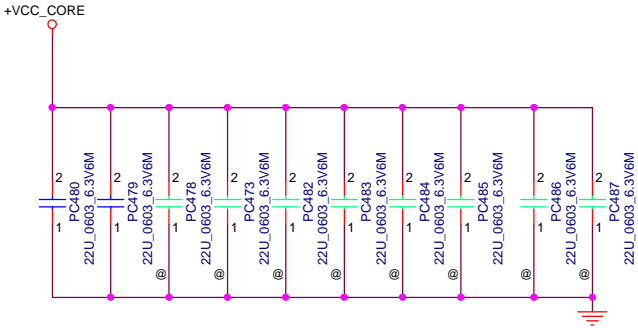 +VCC_CORE
2
PC480
22U_0603_6.3V6M
1
2
PC479
22U_0603_6.3V6M
1
2
PC478
22U_0603_6.3V6M
1
@
2
PC473
22U_0603_6.3V6M
1
@
2
PC482
22U_0603_6.3V6M
1
@
2
PC483
22U_0603_6.3V6M
1
@
2
PC484
22U_0603_6.3V6M
1
@
2
PC485
22U_0603_6.3V6M
1
@
2
PC486
22U_0603_6.3V6M
1
@
2
PC487
22U_0603_6.3V6M
1
@